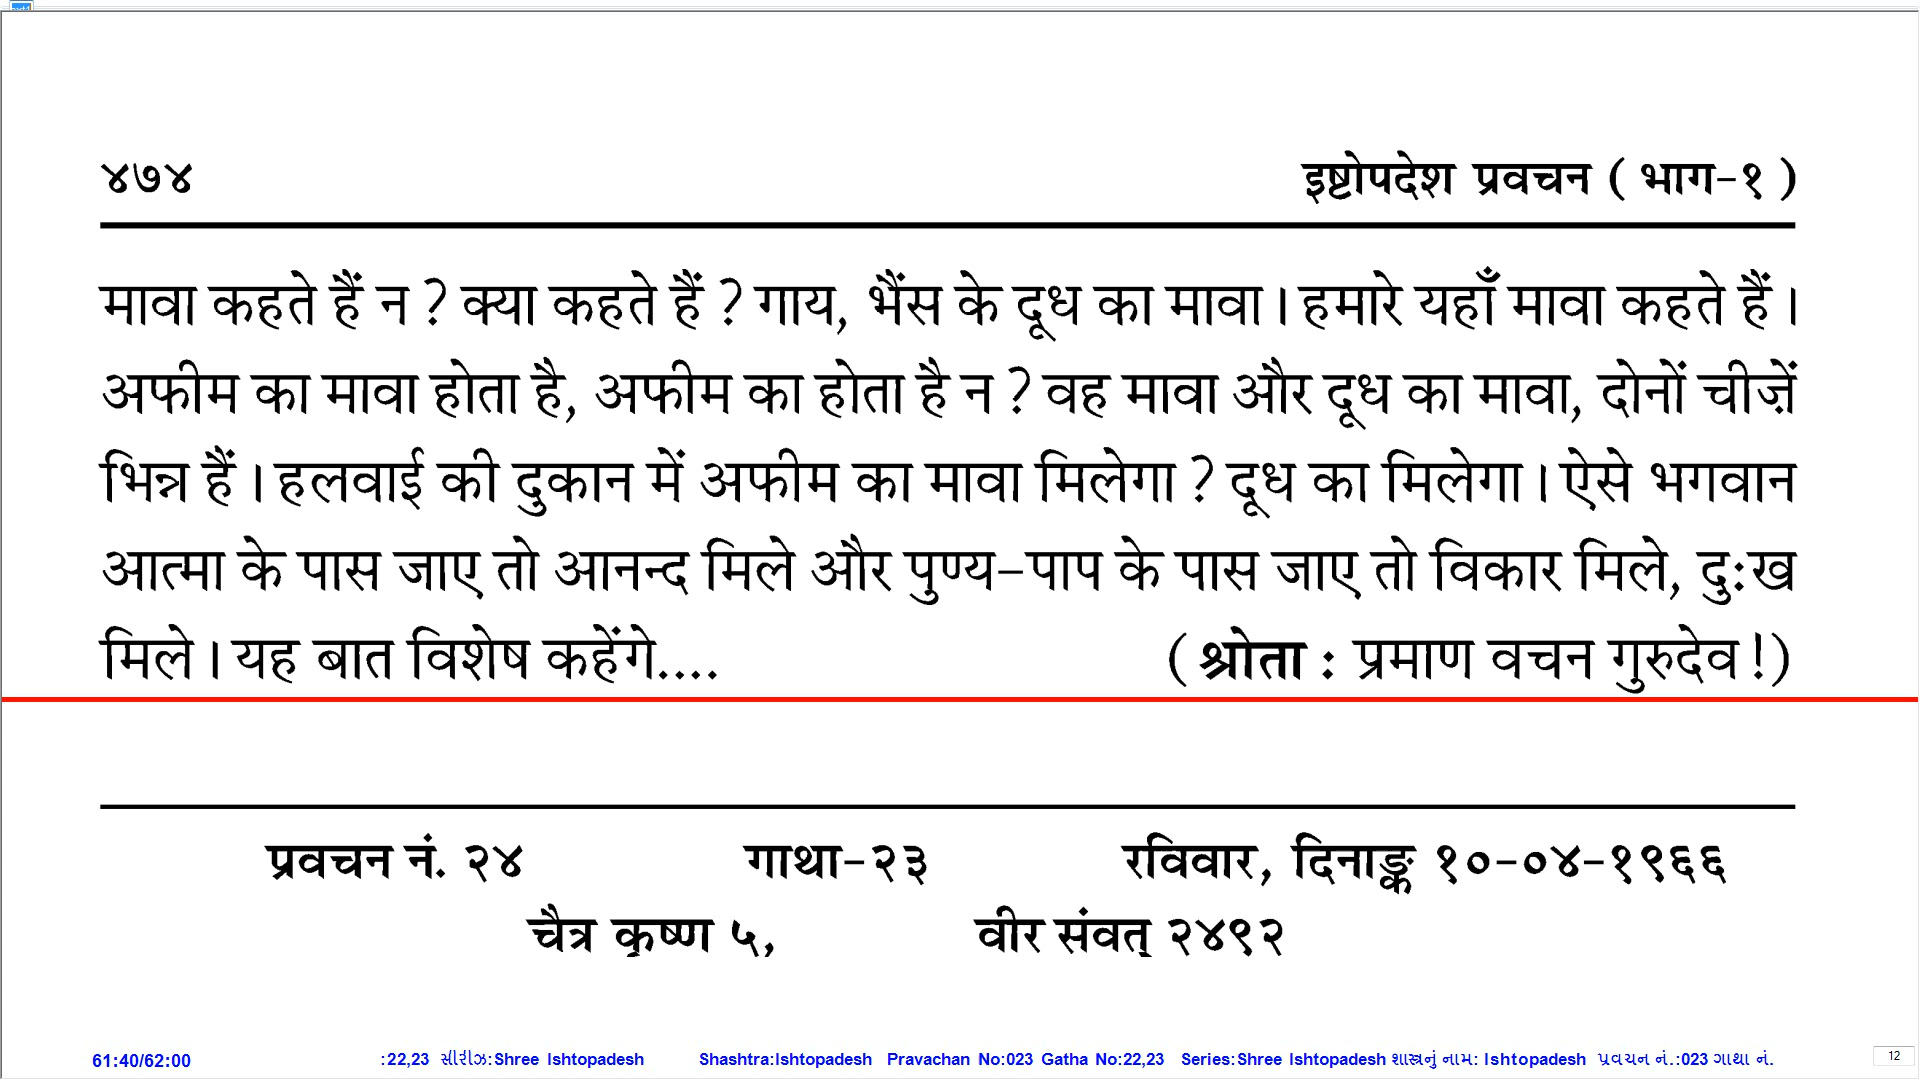 ४७४ इष्टोपदेश प्रवचन ( भाग-१ )
मावा कहते हैं न ? क्या कहते हैं ? गाय, भैंस के दूध का मावा। हमारे यहाँ मावा कहते हैं।
अफीम का मावा होता है, अफीम का होता है न ? वह मावा और दूध का मावा, दोनों चीज़ें
भिन्न हैं। हलवाई की दुकान में अफीम का मावा मिलेगा ? दूध का मिलेगा। ऐसे भगवान
आत्मा के पास जाए तो आनन्द मिले और पुण्य-पाप के पास जाए तो विकार मिले, दुःख
मिले। यह बात विशेष कहेंगे.... ( श्रोता : प्रमाण वचन गुरुदेव!)
प्रवचन नं. २४ गाथा-२३ रविवार, दिनाङ्क १०-०४-१९६६
चैत्र कृष्ण ५, वीर संवत् २४९२
61:40/62:00 :22,23 સીરીઝ:Shree Ishtopadesh Shashtra:Ishtopadesh Pravachan No:023 Gatha No:22,23 Series:Shree Ishtopadesh શાસ્ત્રનું નામ: Ishtopadesh પ્રવચન નં.:023 ગાથા નં. 12